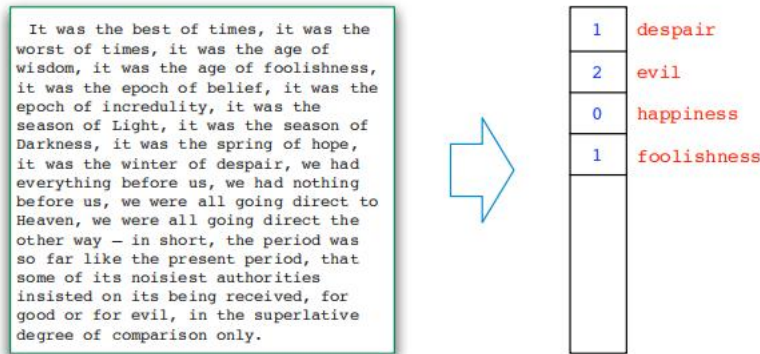 It was the best of times, it was the
worst of times, it was the age of
wisdom, it was the age of foolishness,
it was the epoch of belief, it was the
epoch of incredulity, it was the
season of Light, it was the season of
Darkness, it was the spring of hope,
it was the winter of despair, we had
everything before us, we had nothing
before us, we were all going direct to
Heaven, we were all going direct the
other way — in short, the period was
so far like the present period, that
some of its noisiest authorities
insisted on its being received, for
good or for evil, in the superlative
degree of comparison only.
1 despair
2 evil
0 happiness
1 foolishness